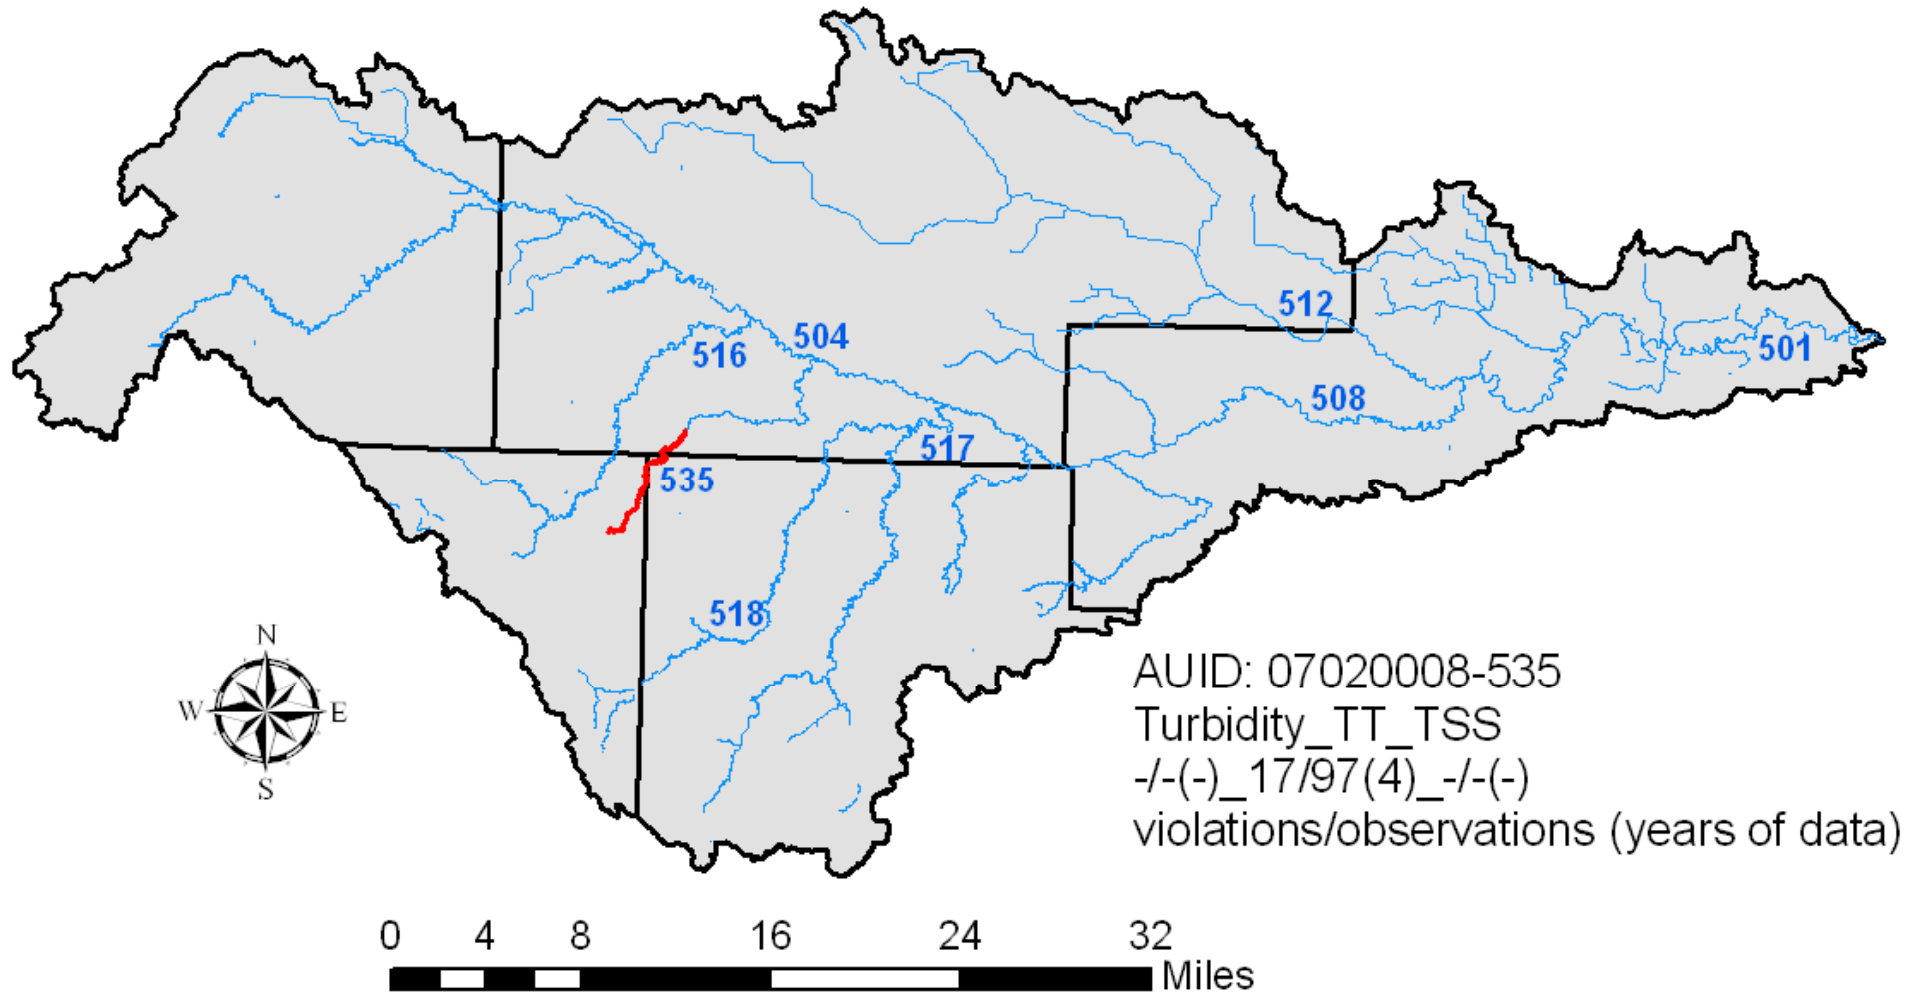 512
504
516
501
508
517
535
518
N
W E
S
AUID: 07020008-535
Turbidity_TT_TSS
-/-(-)_17/97(4)_-/-(-)
violations/observations (years of data)
0 4 8 16 24 32
Miles